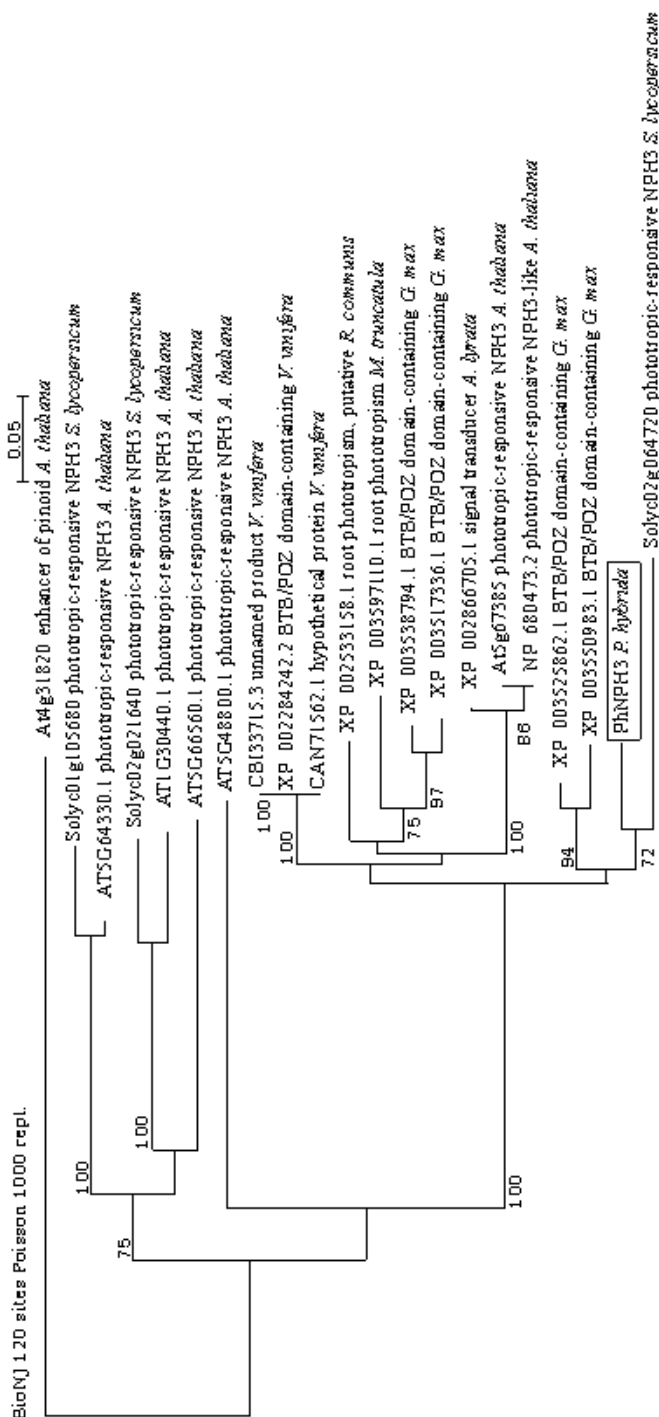 BioNJ 120 sites Poisson 1000 repl.
0.05
At4g31820 enhancer of pinoid A. thaliana
Solyc01g105680 phototropic-responsive NPH3 S. lycopersicum
AT5G64330.1 phototropic-responsive NPH3 A. thaliana
Solyc02g021640 phototropic-responsive NPH3 S. lycopersicum
AT1G30440.1 phototropic-responsive NPH3 A. thaliana
AT5G66560.1 phototropic-responsive NPH3 A. thaliana
AT5G48800.1 phototropic-responsive NPH3 A. thaliana
CBI33715.3 unnamed product V. vinifera
XP 002284242.2 BTB/POZ domain-containing V. vinifera
CAN71562.1 hypothetical protein V. vinifera
XP 002533158.1 root phototropism, putative R. communis
XP 003597110.1 root phototropism M. truncatula
XP 003538794.1 BTB/POZ domain-containing G. max
XP 003517336.1 BTB/POZ domain-containing G. max
XP 002866705.1 signal transducer A. lyrata
At5g67385 phototropic-responsive NPH3 A. thaliana
NP 680473.2 phototropic-responsive NPH3-like A. thaliana
XP 003525862.1 BTB/POZ domain-containing G. max
XP 003550983.1 BTB/POZ domain-containing G. max
PhNPH3 P. hybrida
Solyc02g064720 phototropic-responsive NPH3 S. lycopersicum
100
100
75
100
100
75
97
100
86
94
72
100